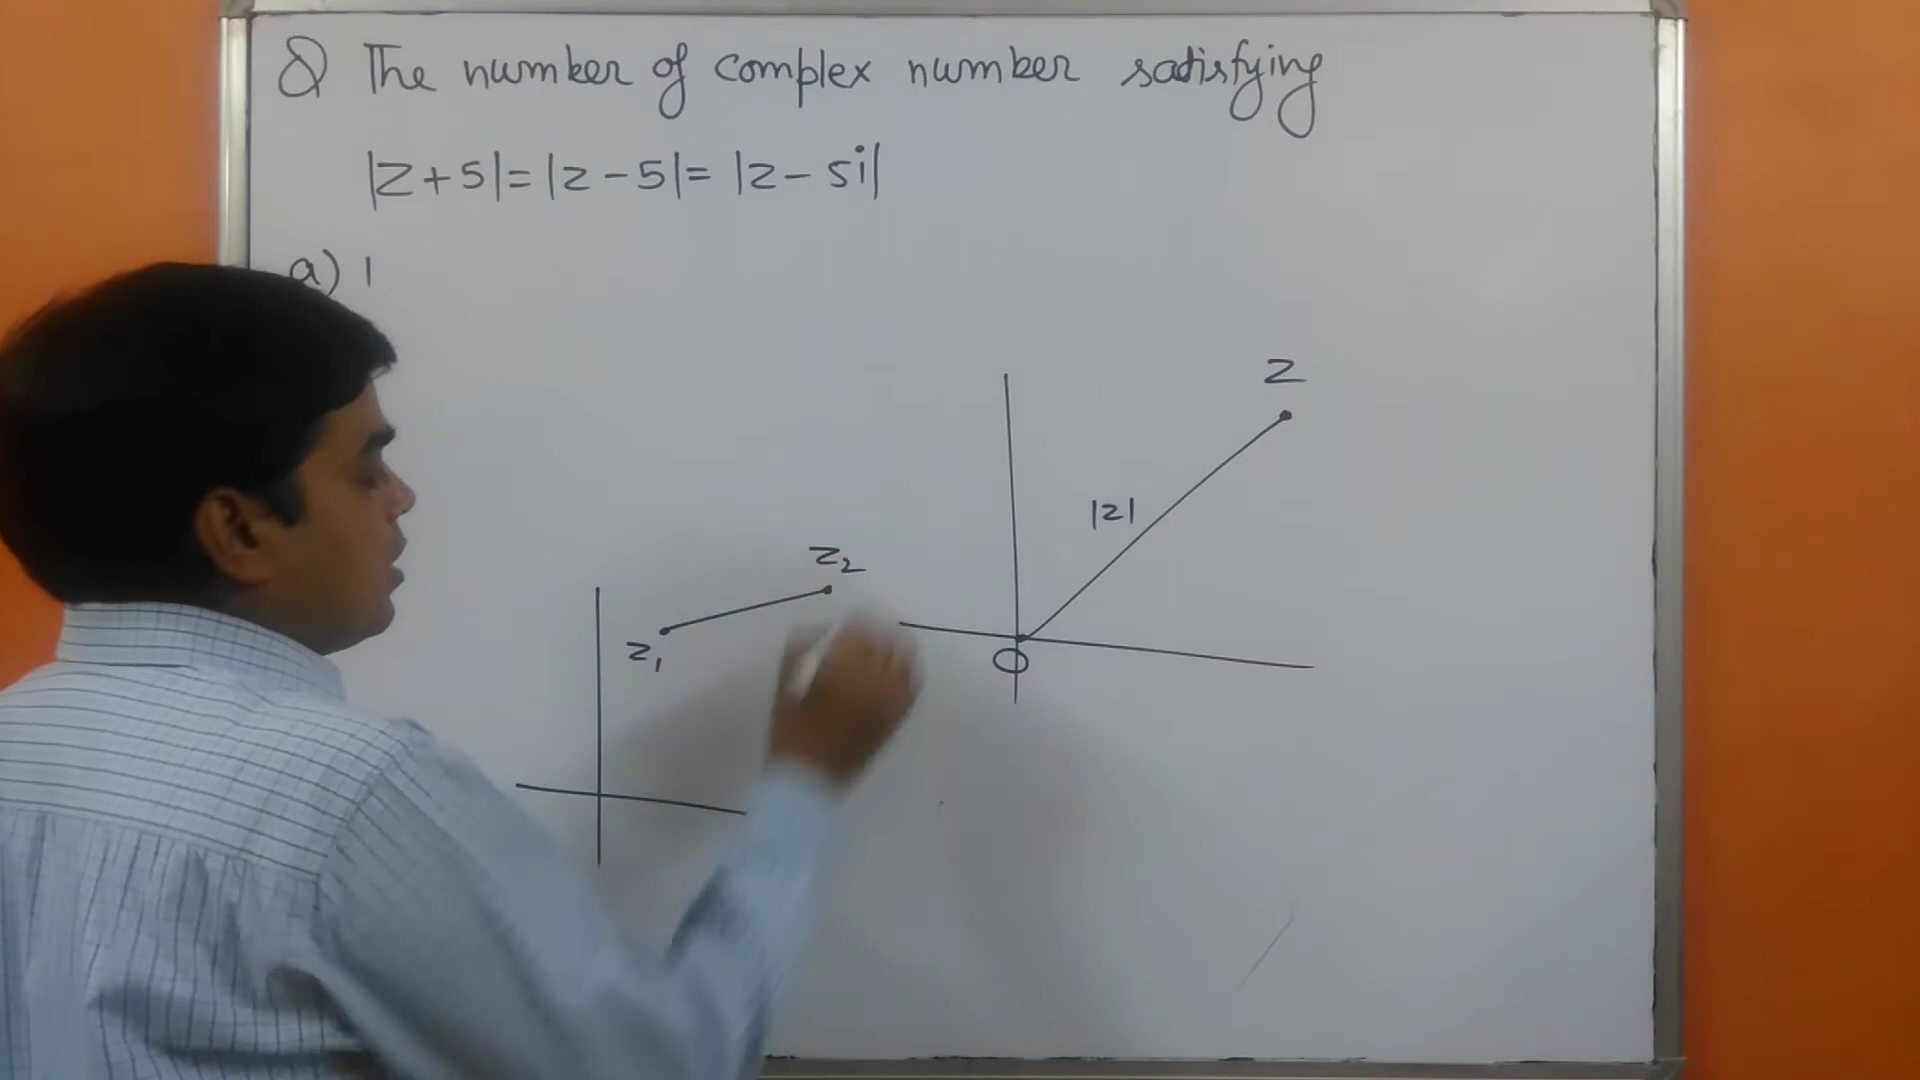 Q The number of complex number satisfying
|z+5|=|z-5|= |z-5i|
a) 1
z
|z|
z₂
z₁
O